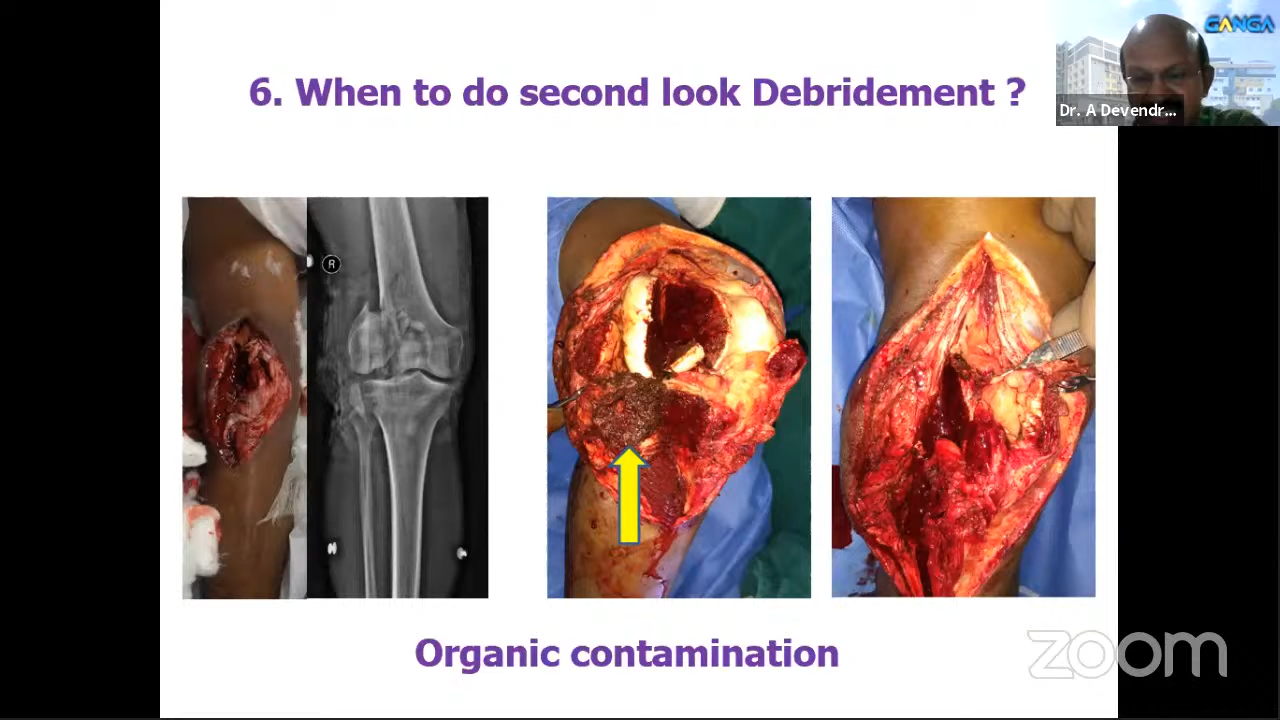 GANGA
6. When to do second look Debridement ?
Dr. A Devendr...
R
Organic contamination
zoom